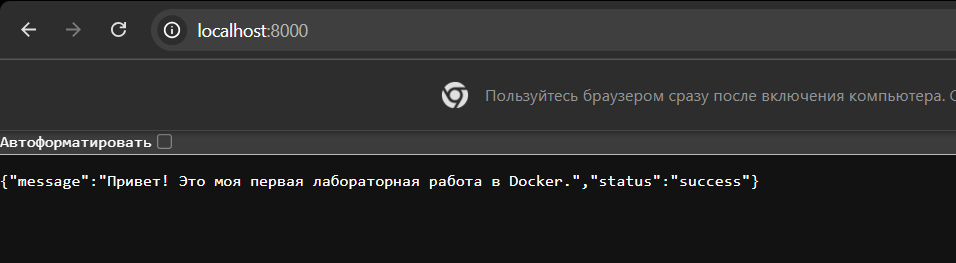 localhost:8000
Пользуйтесь браузером сразу после включения компьютера.
Автоформатировать
{"message":"Привет! Это моя первая лабораторная работа в Docker.","status":"success"}